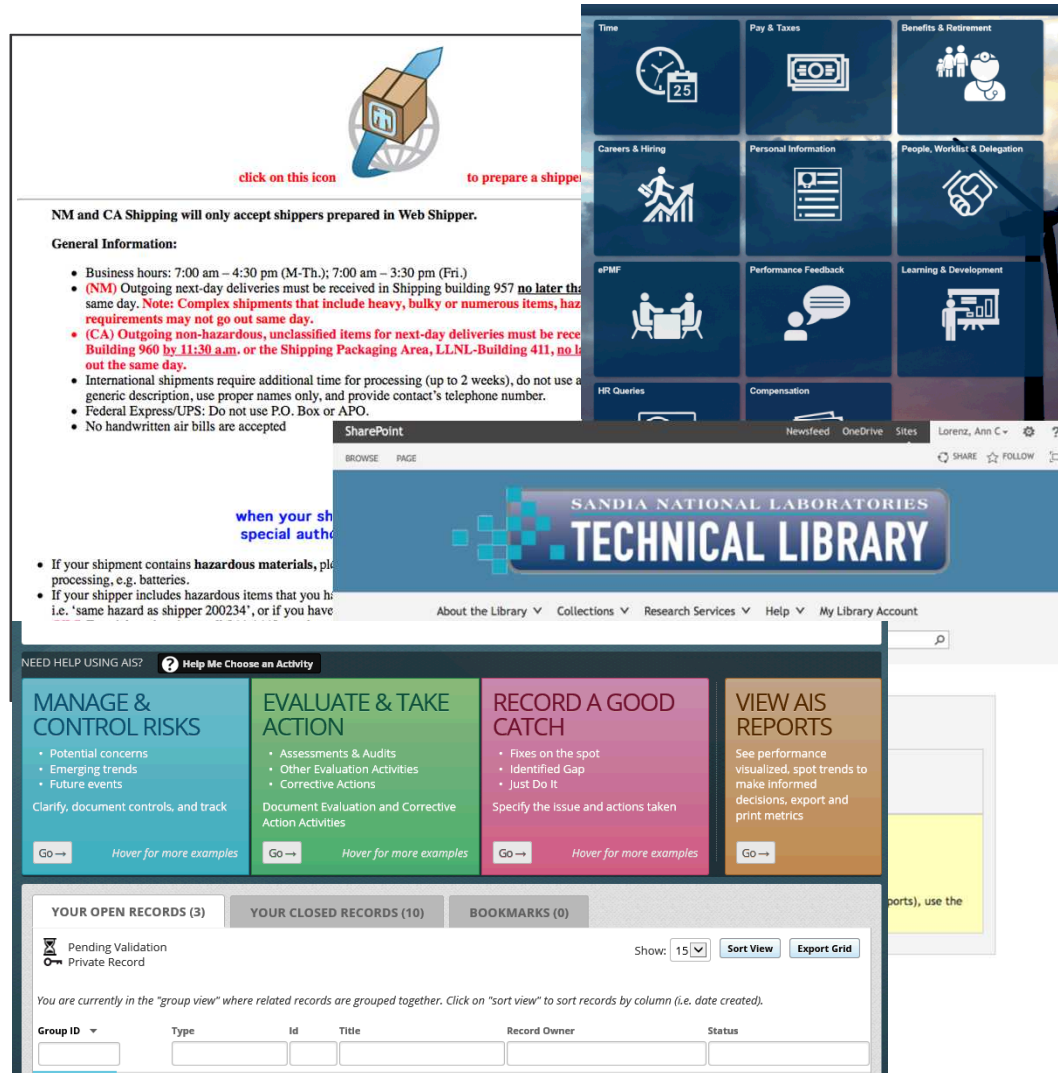 click on this icon to prepare a shipper
NM and CA Shipping will only accept shippers prepared in Web Shipper.
General Information:
• Business hours: 7:00 am – 4:30 pm (M-Th.); 7:00 am – 3:30 pm (Fri.)
• (NM) Outgoing next-day deliveries must be received in Shipping building 957 no later
same day. Note: Complex shipments that include heavy, bulky or numerous items,
requirements may not go out same day.
• (CA) Outgoing non-hazardous, unclassified items for next-day deliveries must be
Building 960 by 11:30 a.m. or the Shipping Packaging Area, LLNL-Building 411, no
out the same day.
• International shipments require additional time for processing (up to 2 weeks), do not use a
generic description, use proper names only, and provide contact's telephone number.
• Federal Express/UPS: Do not use P.O. Box or APO.
• No handwritten air bills are accepted
when your
special
• If your shipment contains hazardous materials,
processing, e.g. batteries.
• If your shipper includes hazardous items that you
i.e. 'same hazard as shipper 200234', or if you have
Time
25
Pay & Taxes
Benefits & Retirement
Careers & Hiring
Personal Information
People, Worklist & Delegation
ePMF
Performance Feedback
Learning & Development
HR Queries
Compensation
SharePoint
Newsfeed OneDrive Sites Lorenz, Ann C ?
BROWSE PAGE SHARE FOLLOW
SANDIA NATIONAL LABORATORIES
TECHNICAL LIBRARY
About the Library Collections Research Services Help My Library Account
ports), use the
NEED HELP USING AIS? ? Help Me Choose an Activity
MANAGE &
CONTROL RISKS
• Potential concerns
• Emerging trends
• Future events
Clarify, document controls, and track
Go→ Hover for more examples
EVALUATE & TAKE
ACTION
• Assessments & Audits
• Other Evaluation Activities
• Corrective Actions
Document Evaluation and Corrective
Action Activities
Go→ Hover for more examples
RECORD A GOOD
CATCH
• Fixes on the spot
• Identified Gap
• Just Do It
Specify the issue and actions taken
Go→ Hover for more examples
VIEW AIS
REPORTS
See performance
visualized, spot trends to
make informed
decisions, export and
print metrics
Go→
YOUR OPEN RECORDS (3) YOUR CLOSED RECORDS (10) BOOKMARKS (0)
Pending Validation
Private Record
Show: 15 Sort View Export Grid
You are currently in the "group view" where related records are grouped together. Click on "sort view" to sort records by column (i.e. date created).
Group ID Type Id Title Record Owner Status